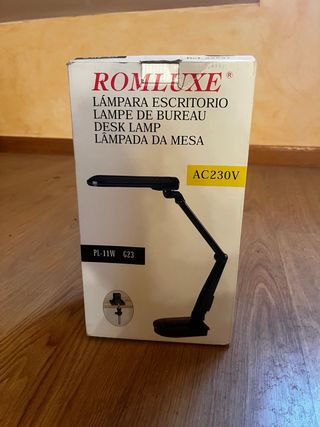 ROMLUXE ®
LÁMPARA ESCRITORIO
LAMPE DE BUREAU
DESK LAMP
LÂMPADA DA MESA
AC230V
PL-11W G23